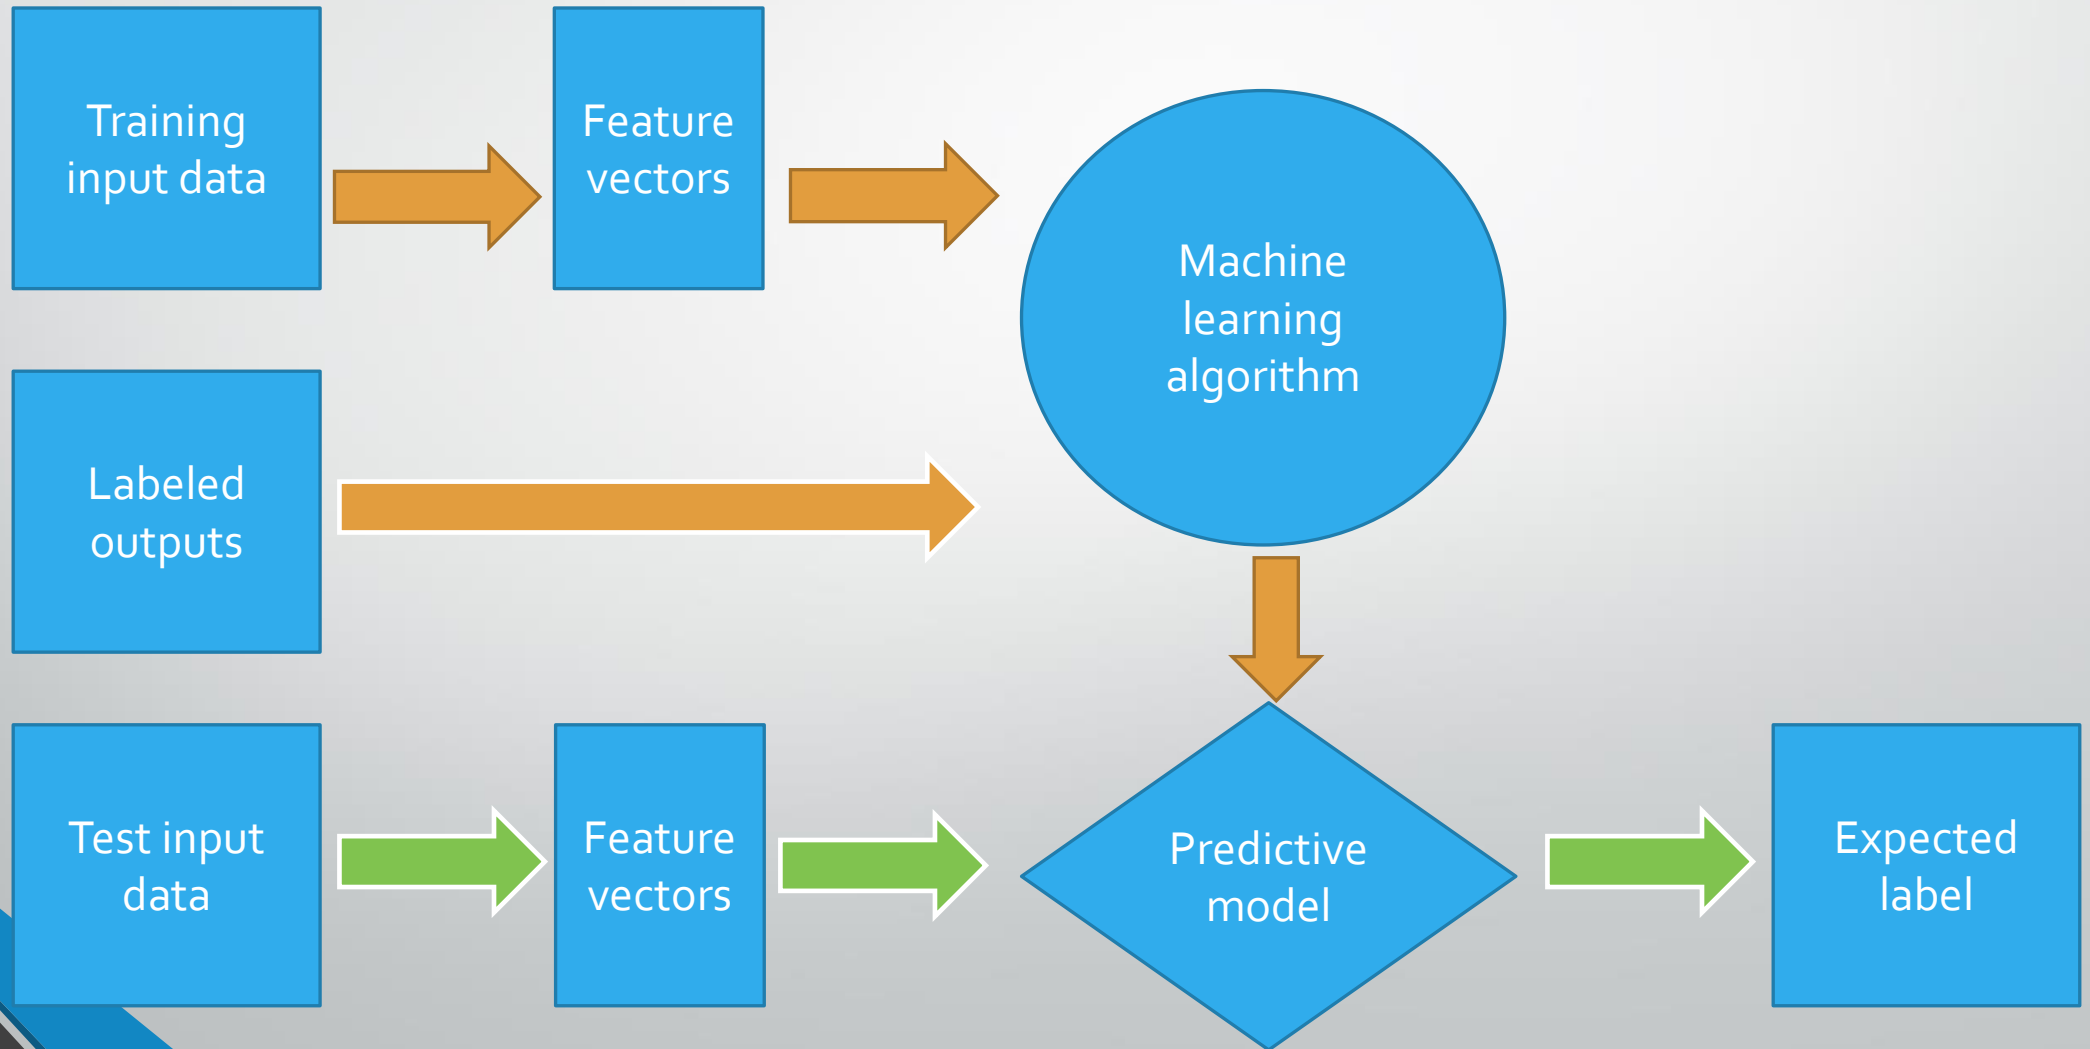 Training
input data
Feature
vectors
Machine
learning
algorithm
Labeled
outputs
Test input
data
Feature
vectors
Predictive
model
Expected
label